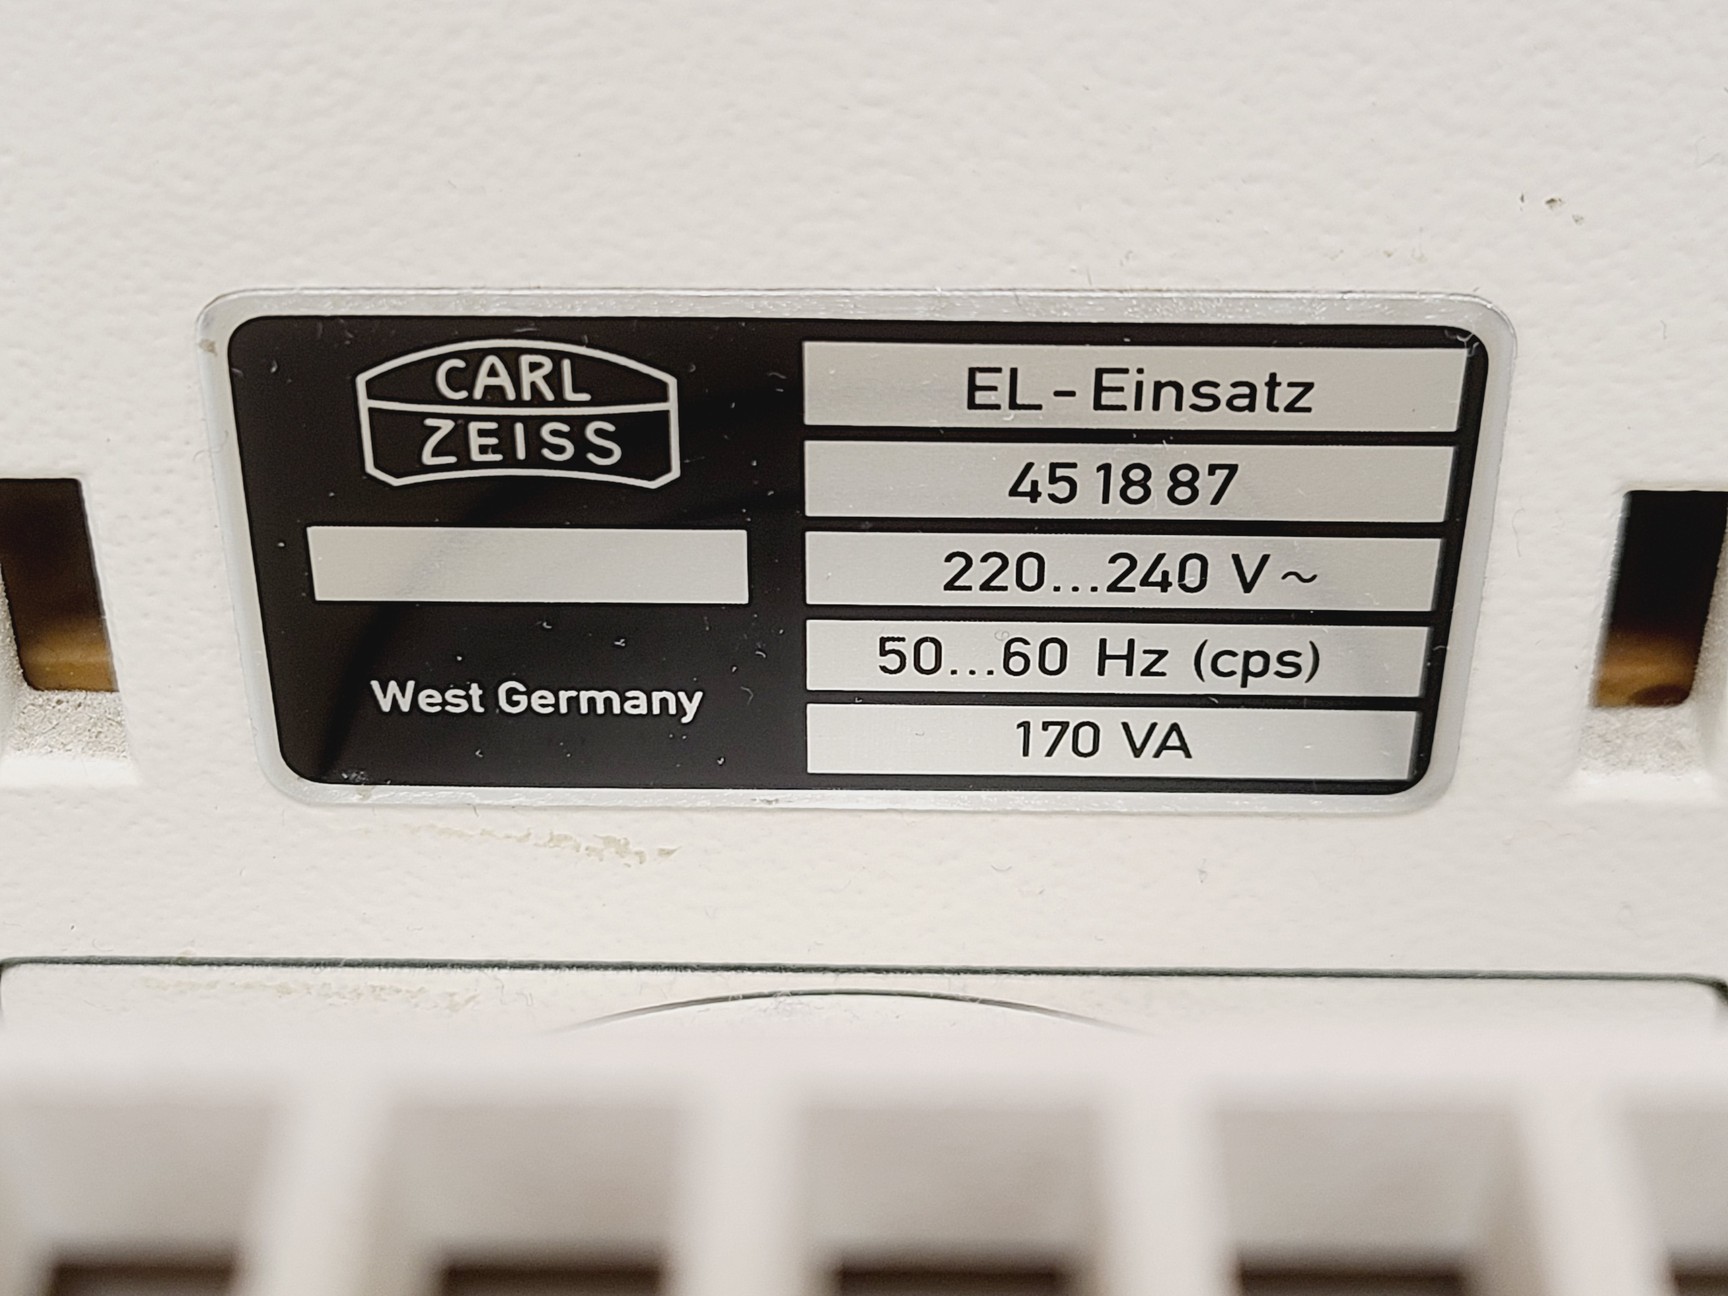 CARL
ZEISS
West Germany
EL-Einsatz
45 18 87
220...240 V~
50...60 Hz (cps)
170 VA